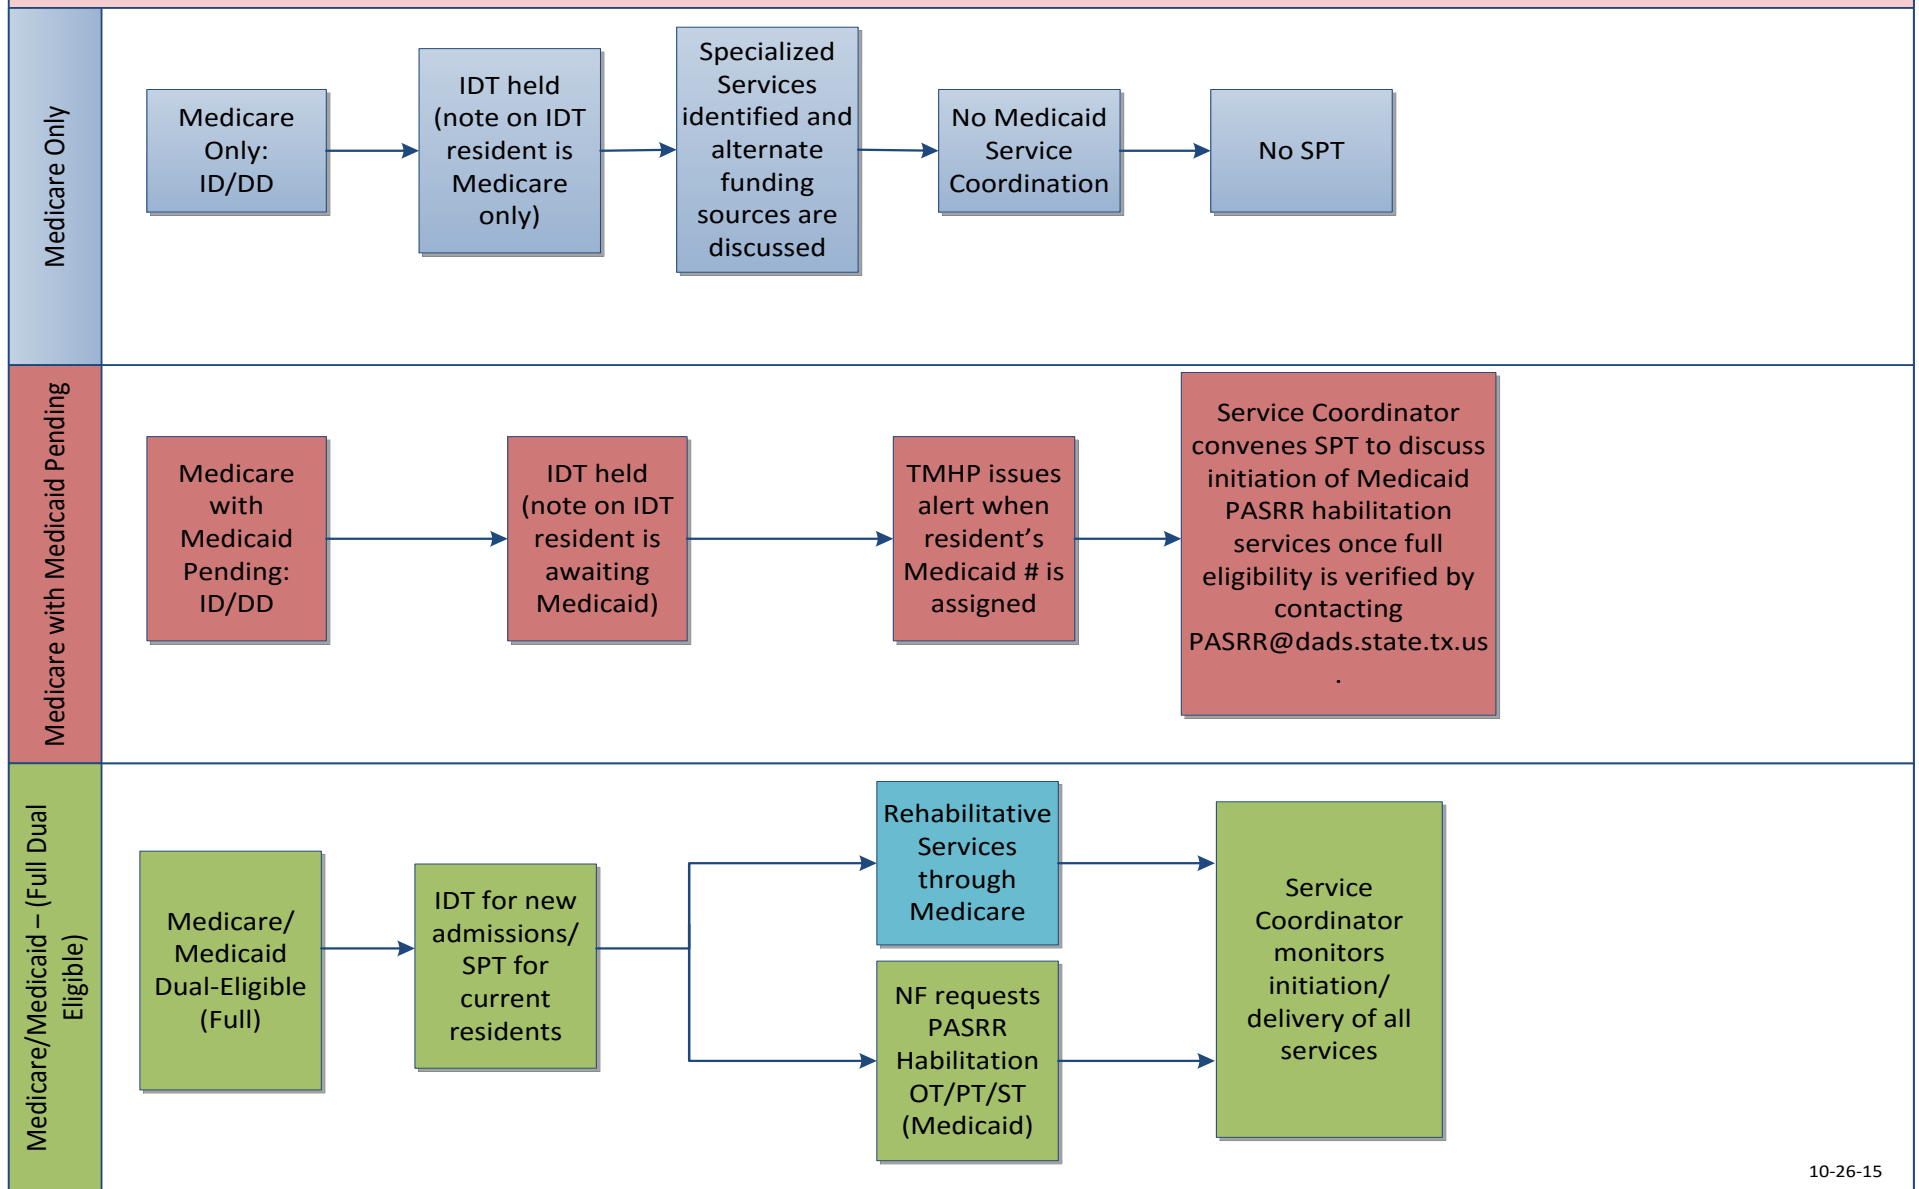 Medicare Only
Medicare
Only:
ID/DD
IDT held
(note on IDT
resident is
Medicare
only)
Specialized
Services
identified and
alternate
funding
sources are
discussed
No Medicaid
Service
Coordination
No SPT
Medicare with Medicaid Pending
Medicare
with
Medicaid
Pending:
ID/DD
IDT held
(note on IDT
resident is
awaiting
Medicaid)
TMHP issues
alert when
resident’s
Medicaid # is
assigned
Service Coordinator
convenes SPT to discuss
initiation of Medicaid
PASRR habilitation
services once full
eligibility is verified by
contacting
PASRR@dads.state.tx.us
.
Medicare/Medicaid – (Full Dual
Eligible)
Medicare/
Medicaid
Dual-Eligible
(Full)
IDT for new
admissions/
SPT for
current
residents
Rehabilitative
Services
through
Medicare
NF requests
PASRR
Habilitation
OT/PT/ST
(Medicaid)
Service
Coordinator
monitors
initiation/
delivery of all
services
10-26-15